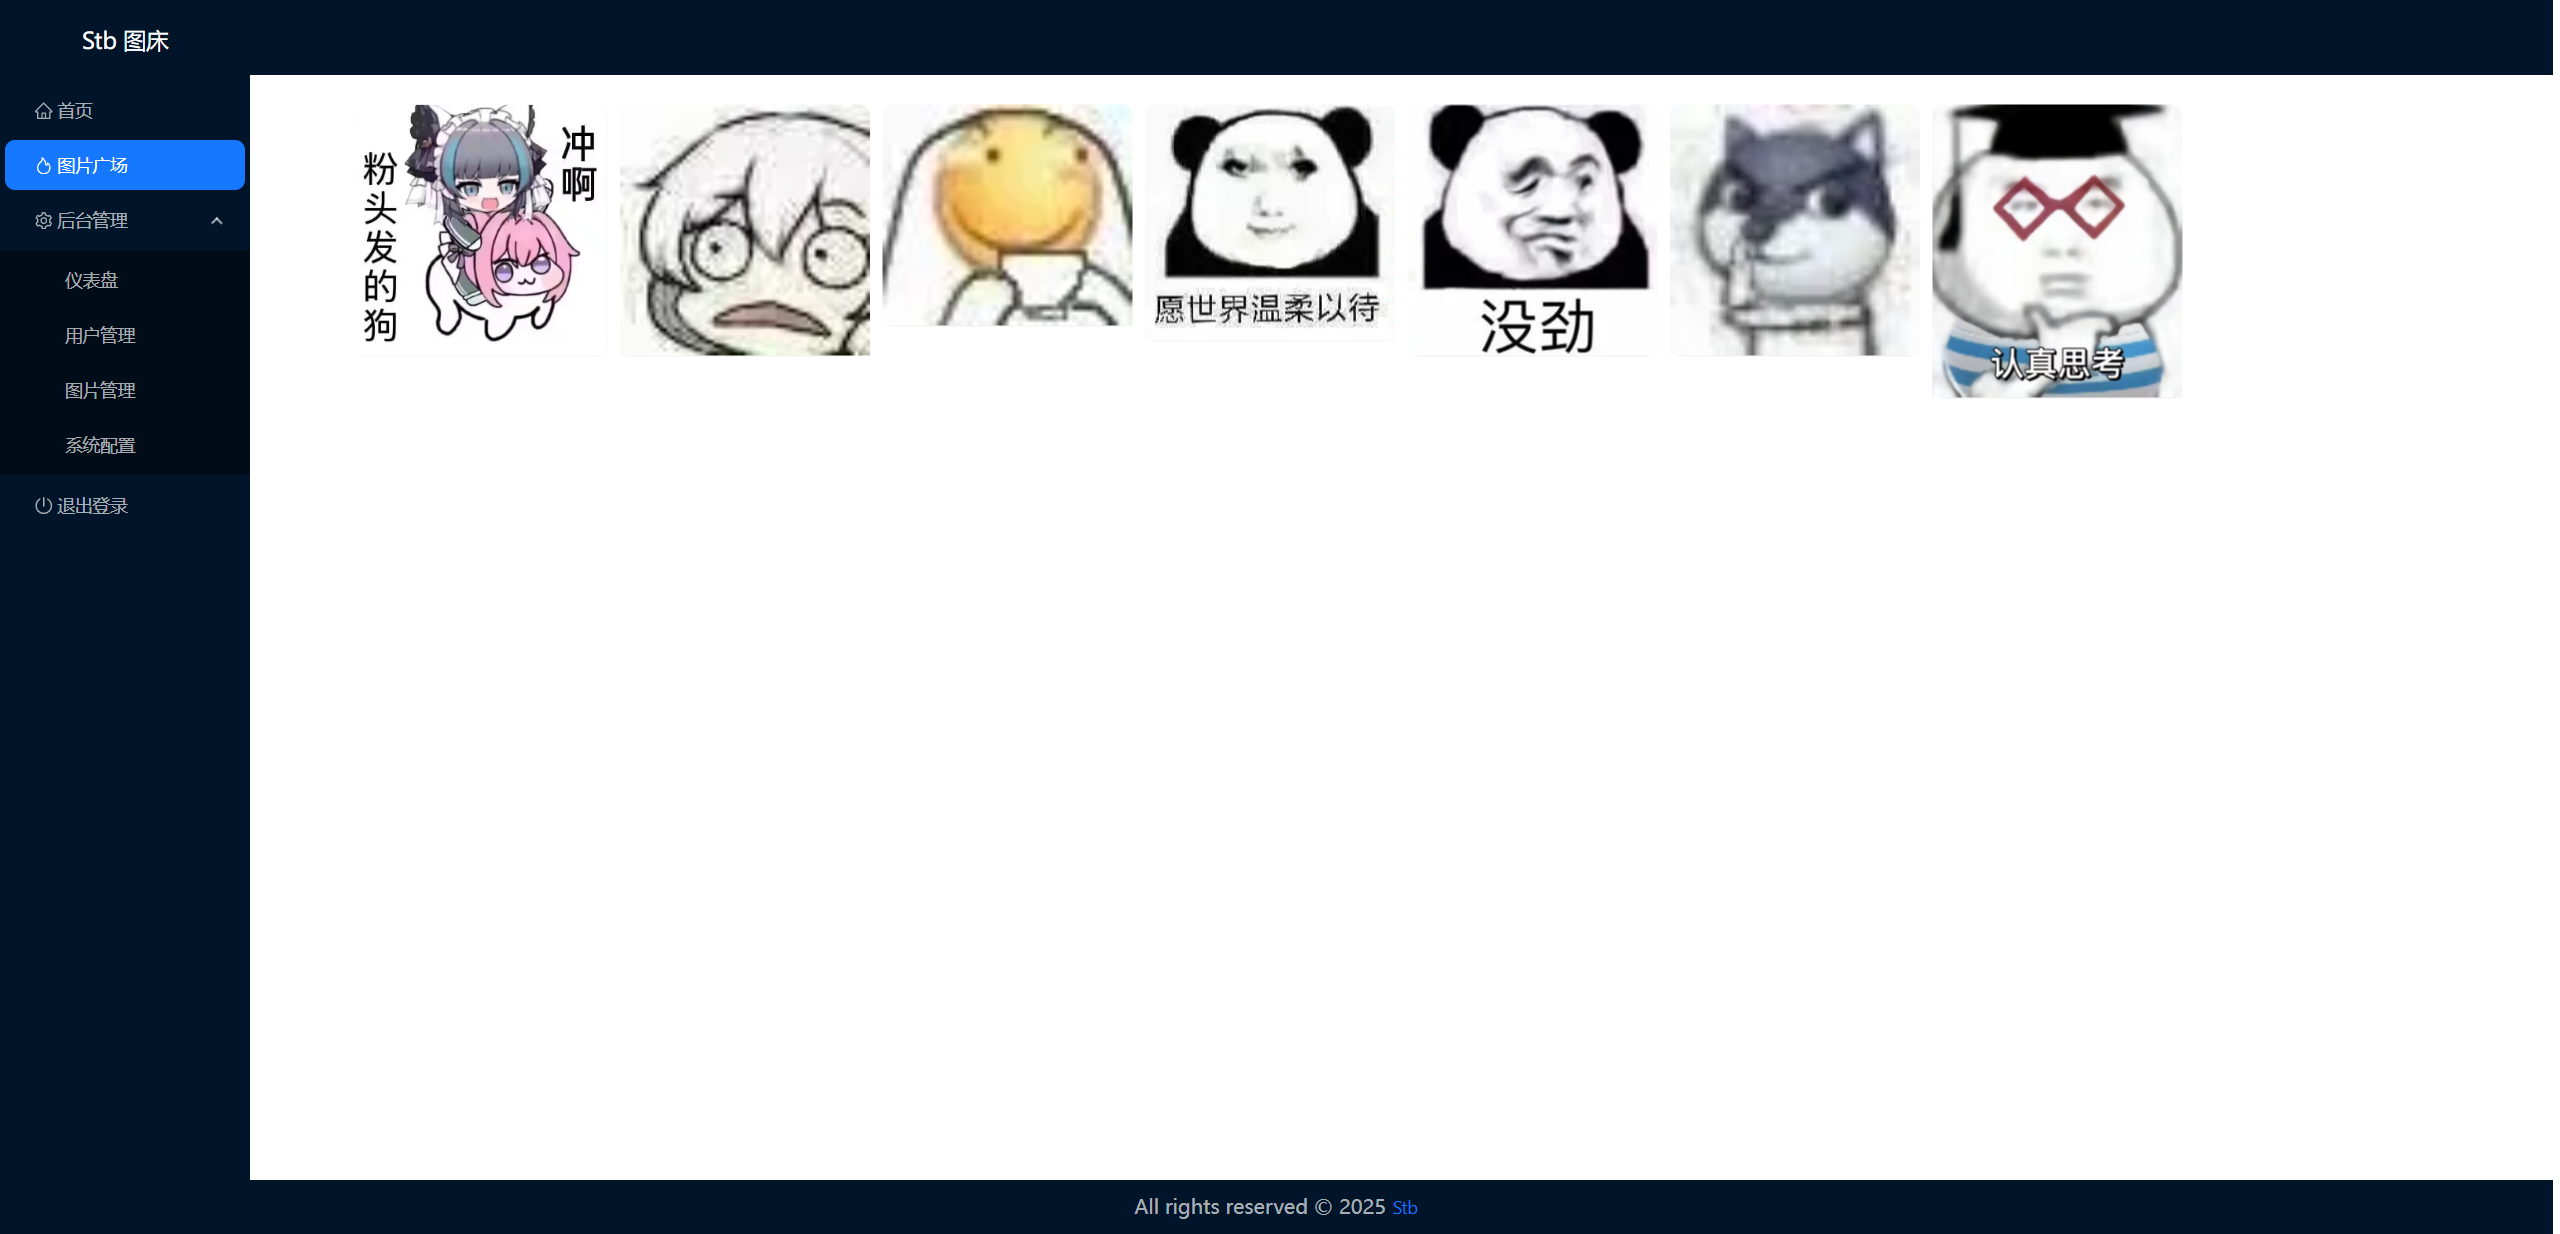 Stb 图床
首页
图片广场
后台管理
仪表盘
用户管理
图片管理
系统配置
退出登录
冲啊
粉头发的狗
愿世界温柔以待
没劲
认真思考
All rights reserved © 2025 Stb